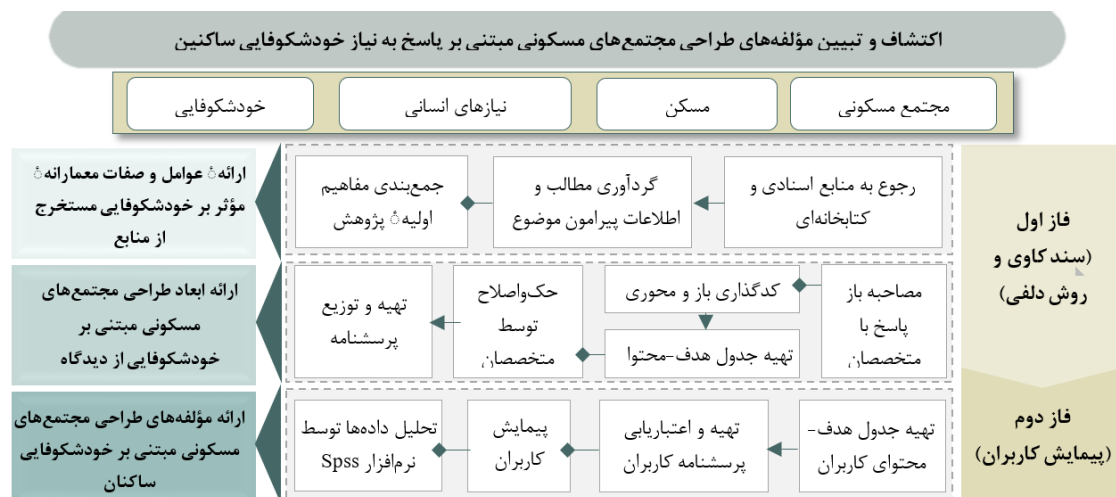 اکتشاف و تبیین مؤلفه‌های طراحی مجتمع‌های مسکونی مبتنی بر پاسخ به نیاز خودشکوفایی ساکنین
مجتمع مسکونی
مسکن
نیازهای انسانی
خودشکوفایی
فاز اول
(سندکاوی و
روش دلفی)
رجوع به منابع اسنادی و
کتابخانه‌ای
گردآوری مطالب و
اطلاعات پیرامون موضوع
جمع‌بندی مفاهیم
اولیهٔ پژوهش
ارائهٔ عوامل و صفات معمارانهٔ
مؤثر بر خودشکوفایی مستخرج
از منابع
مصاحبه باز
پاسخ با
متخصصان
کدگذاری باز و محوری
تهیه جدول هدف-محتوا
حک‌واصلاح
توسط
متخصصان
تهیه و توزیع
پرسشنامه
ارائه ابعاد طراحی مجتمع‌های
مسکونی مبتنی بر
خودشکوفایی از دیدگاه
فاز دوم
(پیمایش کاربران)
تهیه جدول هدف-
محتوای کاربران
تهیه و اعتباریابی
پرسشنامه کاربران
پیمایش
کاربران
تحلیل داده‌ها توسط
نرم‌افزار Spss
ارائه مؤلفه‌های طراحی مجتمع‌های
مسکونی مبتنی بر خودشکوفایی
ساکنان